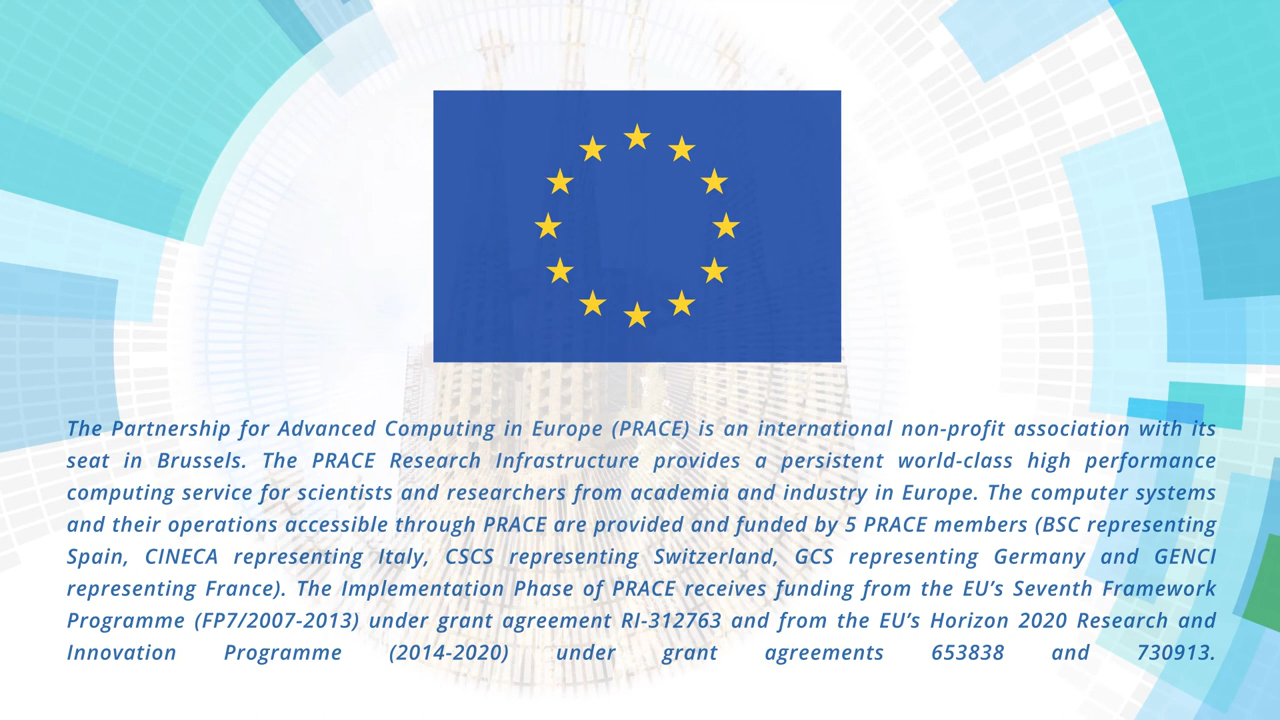 The Partnership for Advanced Computing in Europe (PRACE) is an international non-profit association with its
seat in Brussels. The PRACE Research Infrastructure provides a persistent world-class high performance
computing service for scientists and researchers from academia and industry in Europe. The computer systems
and their operations accessible through PRACE are provided and funded by 5 PRACE members (BSC representing
Spain, CINECA representing Italy, CSCS representing Switzerland, GCS representing Germany and GENCI
representing France). The Implementation Phase of PRACE receives funding from the EU’s Seventh Framework
Programme (FP7/2007-2013) under grant agreement RI-312763 and from the EU’s Horizon 2020 Research and
Innovation Programme (2014-2020) under grant agreements 653838 and 730913.